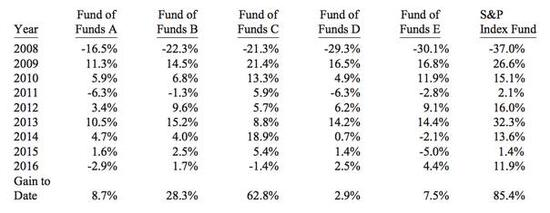 Fund of Fund of Fund of Fund of Fund of S&P
Year Funds A Funds B Funds C Funds D Funds E Index Fund
2008 -16.5% -22.3% -21.3% -29.3% -30.1% -37.0%
2009 11.3% 14.5% 21.4% 16.5% 16.8% 26.6%
2010 5.9% 6.8% 13.3% 4.9% 11.9% 15.1%
2011 -6.3% -1.3% 5.9% -6.3% -2.8% 2.1%
2012 3.4% 9.6% 5.7% 6.2% 9.1% 16.0%
2013 10.5% 15.2% 8.8% 14.2% 14.4% 32.3%
2014 4.7% 4.0% 18.9% 0.7% -2.1% 13.6%
2015 1.6% 2.5% 5.4% 1.4% -5.0% 1.4%
2016 -2.9% 1.7% -1.4% 2.5% 4.4% 11.9%
Gain to
Date 8.7% 28.3% 62.8% 2.9% 7.5% 85.4%